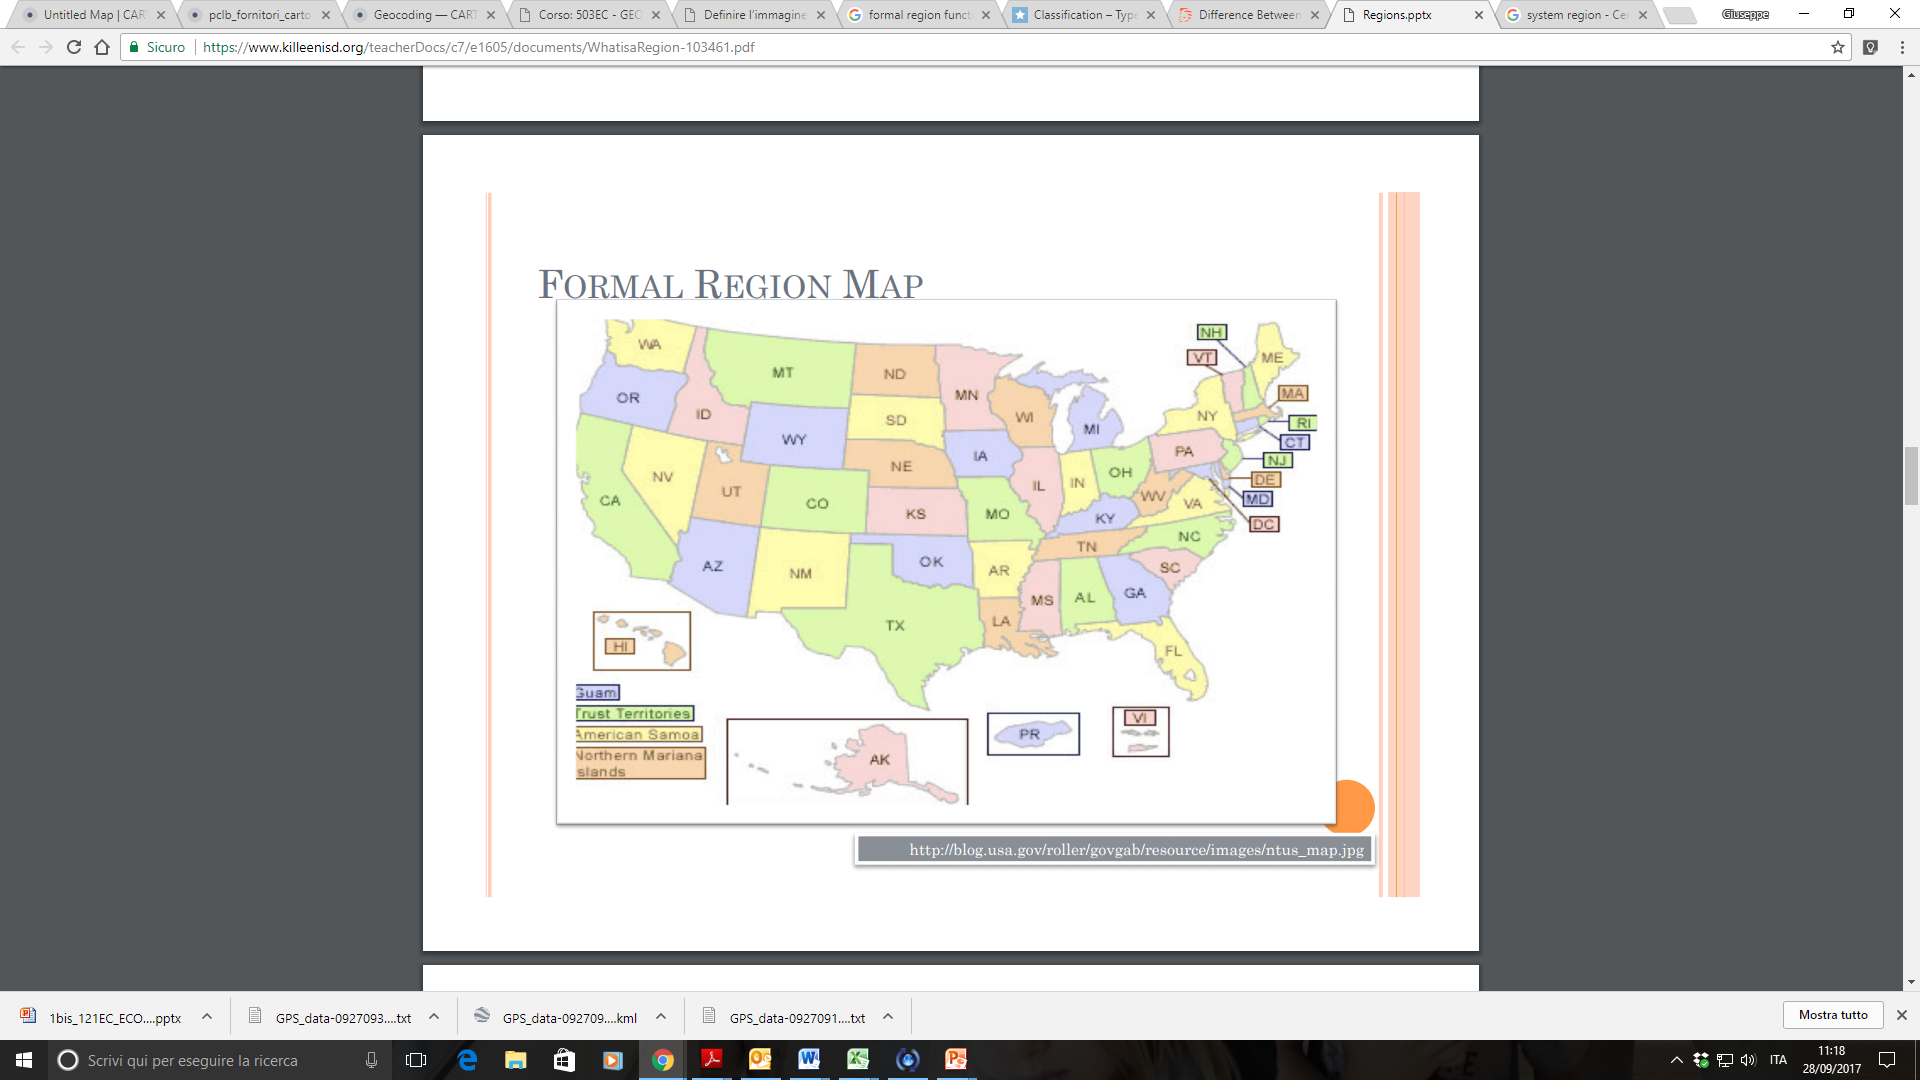 Untitled Map | CAR
pclb_fornitori_carto
Geocoding — CART
Corso: 503EC - GEC
Definire l'immagine
formal region funct
Classification – Type
Difference Between
Regions.pptx
system region - Cer
Giuseppe
Sicuro
https://www.killeenisd.org/teacherDocs/c7/e1605/documents/WhatisaRegion-103461.pdf
FORMAL REGION MAP
WA
MT
ND
MN
NH
VT
ME
OR
ID
SD
WI
MI
NY
MA
RI
CT
WY
IA
PA
NJ
NV
UT
NE
IL
IN
OH
DE
MD
CA
CO
KS
MO
WV
VA
KY
DC
AZ
NM
OK
AR
TN
NC
SC
MS
AL
GA
TX
LA
FL
HI
Guam
Trust Territories
American Samoa
Northern Mariana
Islands
AK
PR
VI
http://blog.usa.gov/roller/govgab/resource/images/ntus_map.jpg
1bis_121EC_ECO....pptx
GPS_data-0927093....txt
GPS_data-092709....kml
GPS_data-0927091....txt
Mostra tutto
Scrivi qui per eseguire la ricerca
ITA
11:18
28/09/2017